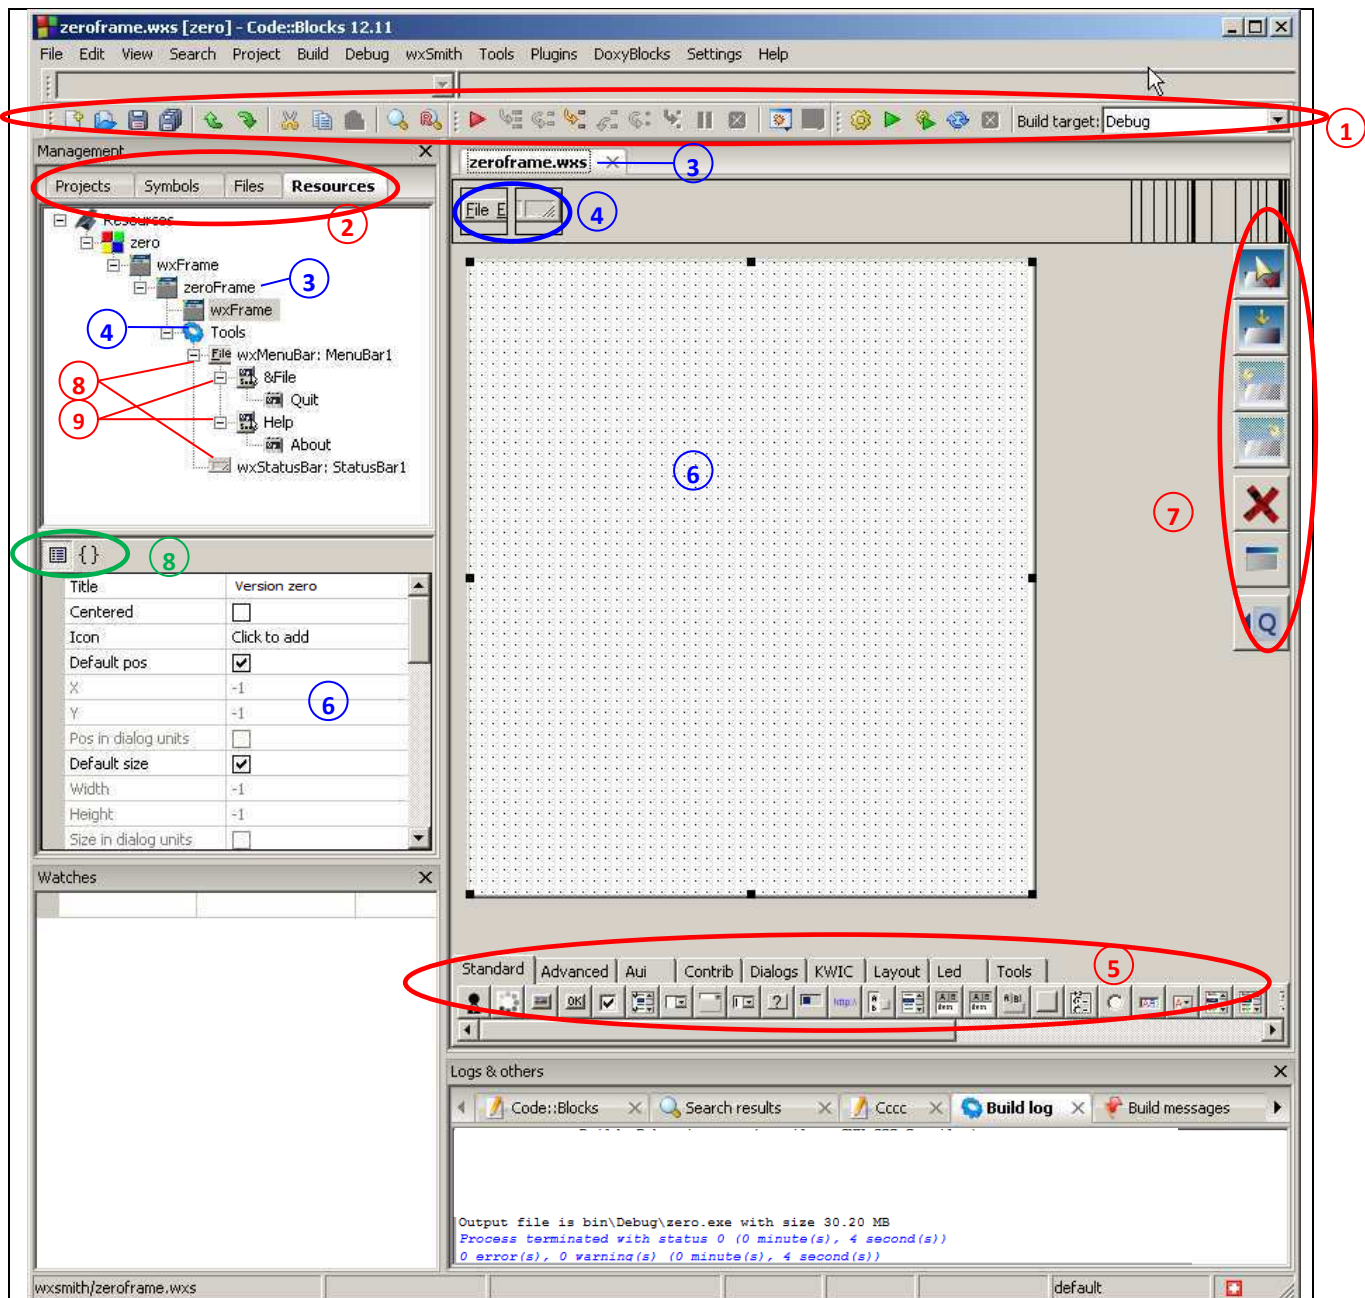 zeroframe.wxs [zero] - Code::Blocks 12.11
File Edit View Search Project Build Debug wxSmith Tools Plugins DoxyBlocks Settings Help
Build target: Debug
1
Management
Projects Symbols Files Resources
2
Resources
zero
wxFrame
zeroFrame
3
wxFrame
4
Tools
wxMenuBar: MenuBar1
8
&File
Quit
9
Help
About
wxStatusBar: StatusBar1
zeroframe.wxs
3
File E
4
6
7
Q
{}
8
Title Version zero
Centered
Icon Click to add
Default pos
X -1
6
Y -1
Pos in dialog units
Default size
Width -1
Height -1
Size in dialog units
Watches
Standard Advanced Aui Contrib Dialogs KWIC Layout Led Tools
5
OK
?
http:\
Logs & others
Code::Blocks Search results Cccc Build log Build messages
Output file is bin\Debug\zero.exe with size 30.20 MB
Process terminated with status 0 (0 minute(s), 4 second(s))
0 error(s), 0 warning(s) (0 minute(s), 4 second(s))
wxsmith/zeroframe.wxs default